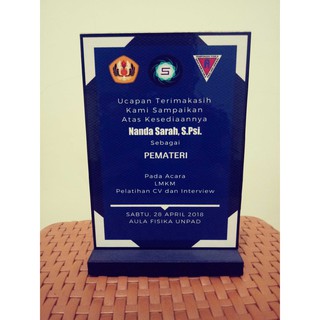 Ucapan Terimakasih
Kami Sampaikan
Atas Kesediaannya
Nanda Sarah, S.Psi.
Sebagai
PEMATERI
Pada Acara
LMKM
Pelatihan CV dan Interview
SABTU, 28 APRIL 2018
AULA FISIKA UNPAD